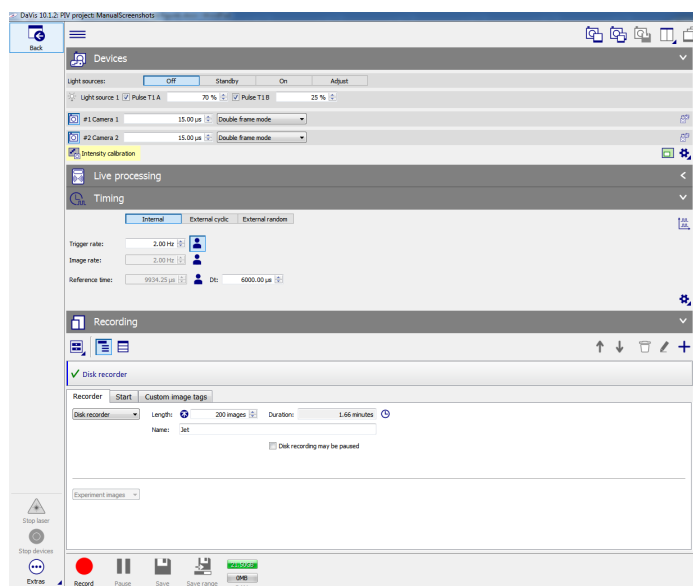 DaVis 10.1.2: PIV project: ManualScreenshots
Back
Devices
Light sources: Off Standby On Adjust
Light source 1 Pulse T1 A 70 % Pulse T1 B 25 %
#1 Camera 1 15.00 µs Double frame mode
#2 Camera 2 15.00 µs Double frame mode
Intensity calibration
Live processing
Timing
Internal External cyclic External random
Trigger rate: 2.00 Hz
Image rate: 2.00 Hz
Reference time: 9934.25 µs Dt: 6000.00 µs
Recording
Disk recorder
Recorder Start Custom image tags
Disk recorder Length: 200 images Duration: 1.66 minutes
Name: Jet
Disk recording may be paused
Experiment images
Stop laser
Stop devices
Extras
Record Pause Save Save range
0MB